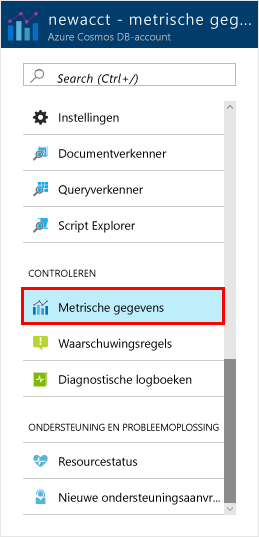 newacct - metrische geg...
Azure Cosmos DB-account
Search (Ctrl+/)
Instellingen
Documentverkenner
Queryverkenner
Script Explorer
CONTROLEREN
Metrische gegevens
Waarschuwingsregels
Diagnostische logboeken
ONDERSTEUNING EN PROBLEEMOPLOSSING
Resourcestatus
Nieuwe ondersteuningsaanvr...